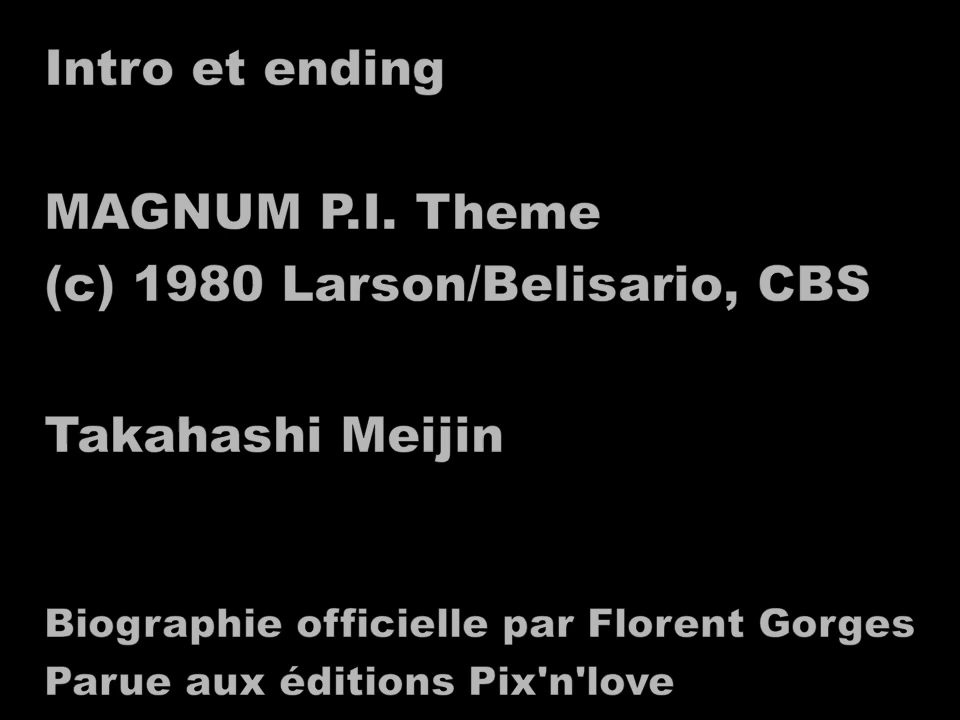 Intro et ending
MAGNUM P.I. Theme
(c) 1980 Larson/Belisario, CBS
Takahashi Meijin
Biographie officielle par Florent Gorges
Parue aux éditions Pix'n'love